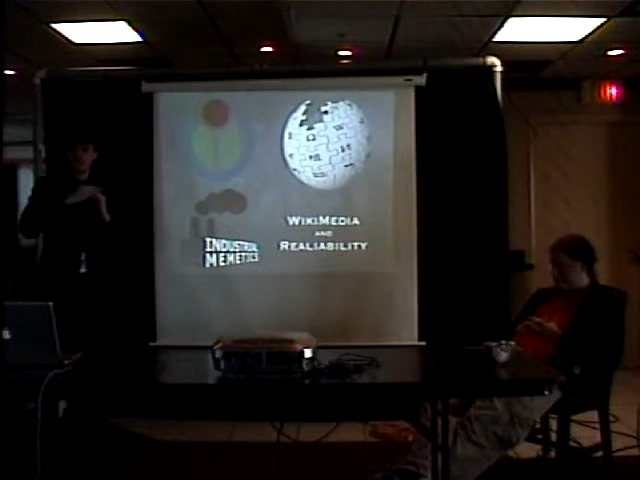 WIKIMEDIA
AND
REALIABILITY
INDUSTRIAL
MEMETICS